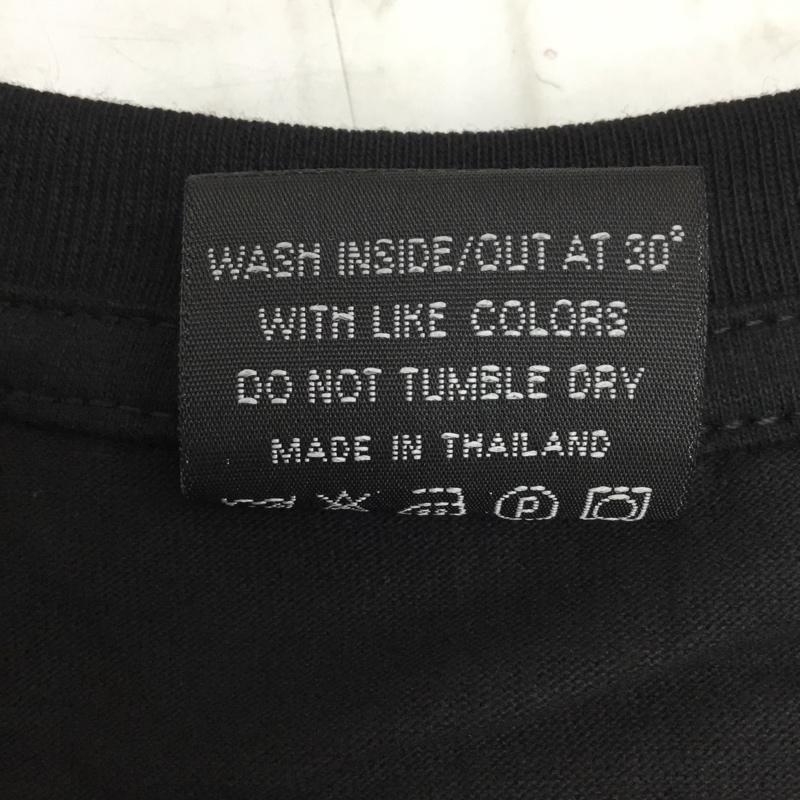 WASH INSIDE/OUT AT 30°
WITH LIKE COLORS
DO NOT TUMBLE DRY
MADE IN THAILAND
P